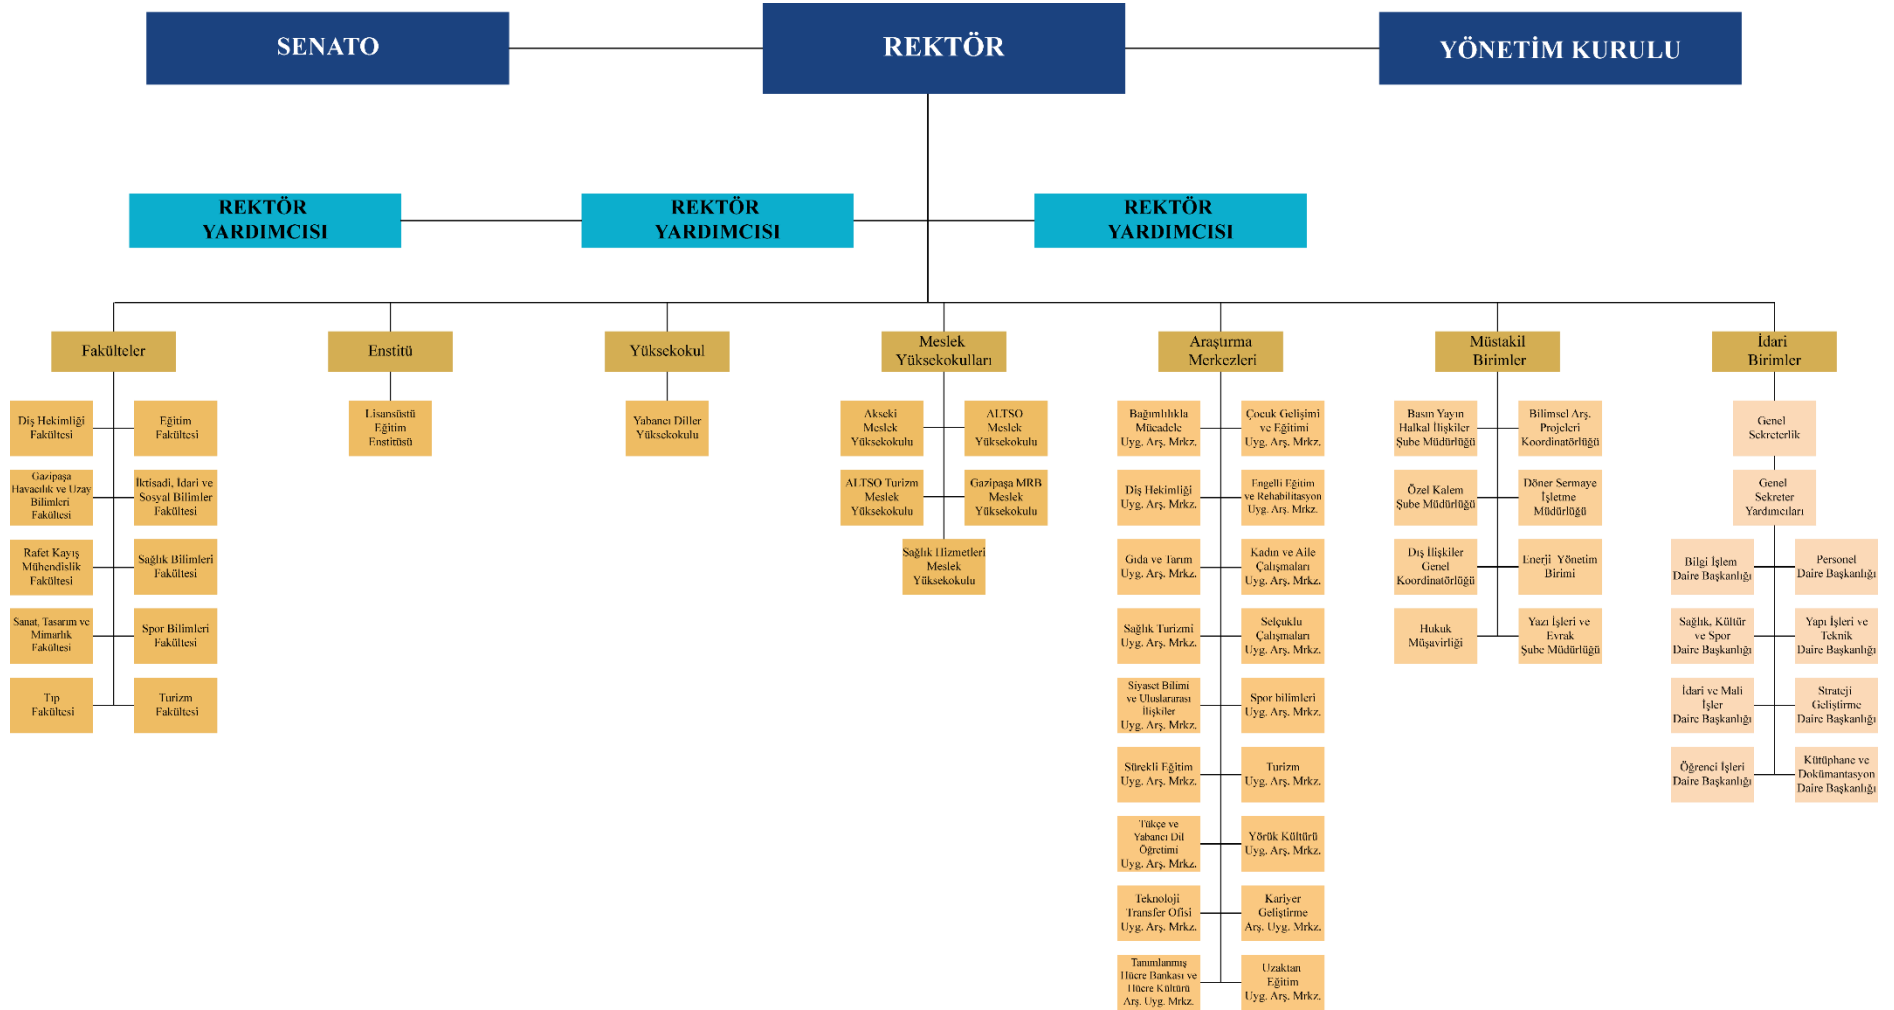 SENATO
REKTÖR
YÖNETİM KURULU
REKTÖR
YARDIMCISI
REKTÖR
YARDIMCISI
REKTÖR
YARDIMCISI
Fakülteler
Enstitü
Yüksekokul
Meslek
Yüksekokulları
Araştırma
Merkezleri
Müstakil
Birimler
İdari
Birimler
Diş Hekimliği
Fakültesi
Eğitim
Fakültesi
Gazipaşa
Havacılık ve Uzay
Bilimleri
Fakültesi
İktisadi, İdari ve
Sosyal Bilimler
Fakültesi
Rafet Kayış
Mühendislik
Fakültesi
Sağlık Bilimleri
Fakültesi
Sanat, Tasarım ve
Mimarlık
Fakültesi
Spor Bilimleri
Fakültesi
Tıp
Fakültesi
Turizm
Fakültesi
Lisansüstü
Eğitim
Enstitüsü
Yabancı Diller
Yüksekokulu
Akseki
Meslek
Yüksekokulu
ALTSO
Meslek
Yüksekokulu
ALTSO Turizm
Meslek
Yüksekokulu
Gazipaşa MRB
Meslek
Yüksekokulu
Sağlık Hizmetleri
Meslek
Yüksekokulu
Bağımlılıkla
Mücadele
Uyg. Arş. Mrkz.
Çocuk Gelişimi
ve Eğitimi
Uyg. Arş. Mrkz.
Diş Hekimliği
Uyg. Arş. Mrkz.
Engelli Eğitim
ve Rehabilitasyon
Uyg. Arş. Mrkz.
Gıda ve Tarım
Uyg. Arş. Mrkz.
Kadın ve Aile
Çalışmaları
Uyg. Arş. Mrkz.
Sağlık Turizmi
Uyg. Arş. Mrkz.
Selçuklu
Çalışmaları
Uyg. Arş. Mrkz.
Siyaset Bilimi
ve Uluslararası
İlişkiler
Uyg. Arş. Mrkz.
Spor bilimleri
Uyg. Arş. Mrkz.
Sürekli Eğitim
Uyg. Arş. Mrkz.
Turizm
Uyg. Arş. Mrkz.
Tükçe ve
Yabancı Dil
Öğretimi
Uyg. Arş. Mrkz.
Yörük Kültürü
Uyg. Arş. Mrkz.
Teknoloji
Transfer Ofisi
Uyg. Arş. Mrkz.
Kariyer
Geliştirme
Arş. Uyg. Mrkz.
Tanımlanmış
Hücre Bankası ve
Hücre Kültürü
Arş. Uyg. Mrkz.
Uzaktan
Eğitim
Uyg. Arş. Mrkz.
Basın Yayın
Halkal İlişkiler
Şube Müdürlüğü
Bilimsel Arş.
Projeleri
Koordinatörlüğü
Özel Kalem
Şube Müdürlüğü
Döner Sermaye
İşletme
Müdürlüğü
Dış İlişkiler
Genel
Koordinatörlüğü
Enerji Yönetim
Birimi
Hukuk
Müşavirliği
Yazı İşleri ve
Evrak
Şube Müdürlüğü
Genel
Sekreterlik
Genel
Sekreter
Yardımcıları
Bilgi İşlem
Daire Başkanlığı
Personel
Daire Başkanlığı
Sağlık, Kültür
ve Spor
Daire Başkanlığı
Yapı İşleri ve
Teknik
Daire Başkanlığı
İdari ve Mali
İşler
Daire Başkanlığı
Strateji
Geliştirme
Daire Başkanlığı
Öğrenci İşleri
Daire Başkanlığı
Kütüphane ve
Dokümantasyon
Daire Başkanlığı